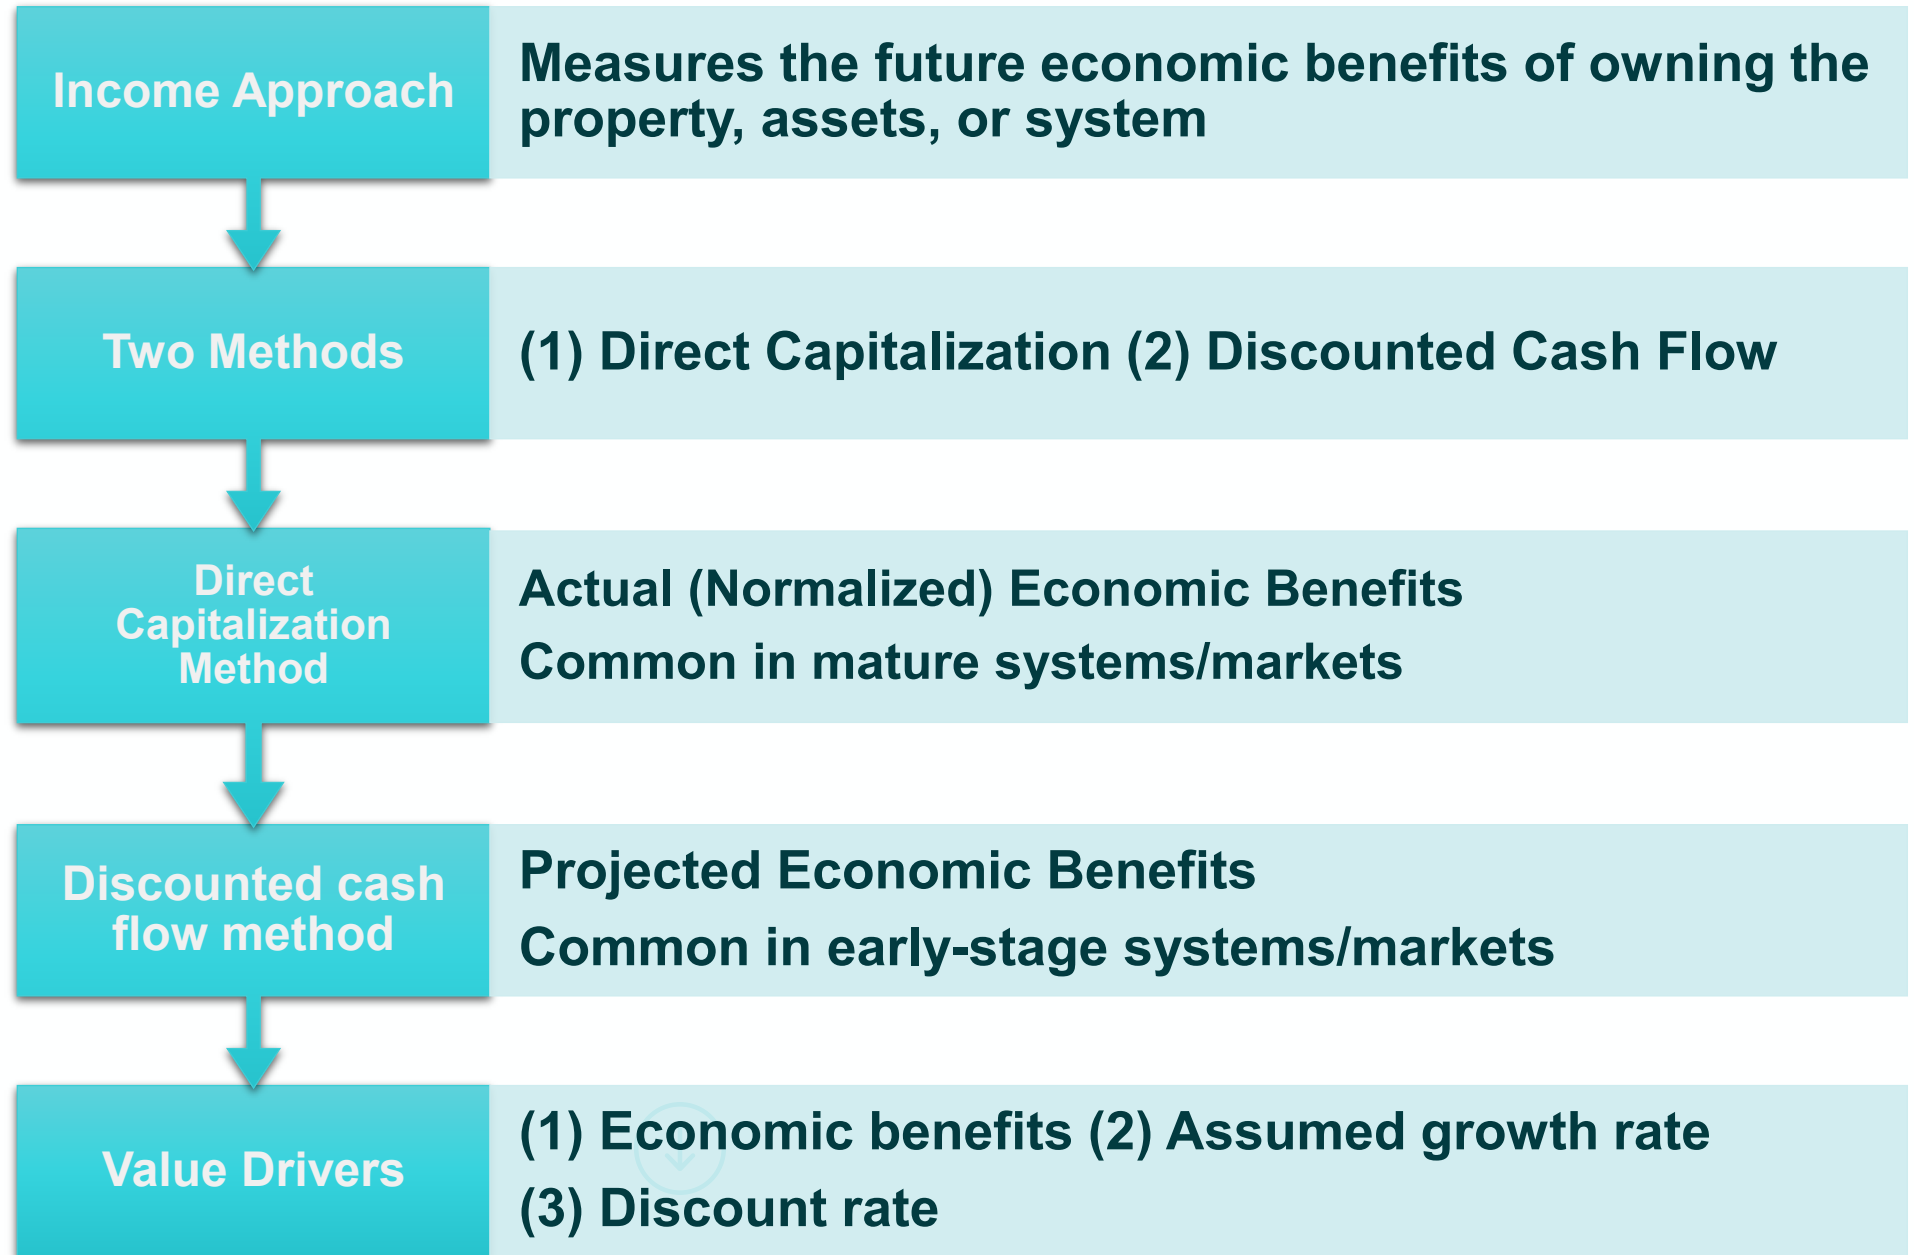 Income Approach
Measures the future economic benefits of owning the
property, assets, or system
Two Methods
(1) Direct Capitalization (2) Discounted Cash Flow
Direct
Capitalization
Method
Actual (Normalized) Economic Benefits
Common in mature systems/markets
Discounted cash
flow method
Projected Economic Benefits
Common in early-stage systems/markets
Value Drivers
(1) Economic benefits (2) Assumed growth rate
(3) Discount rate